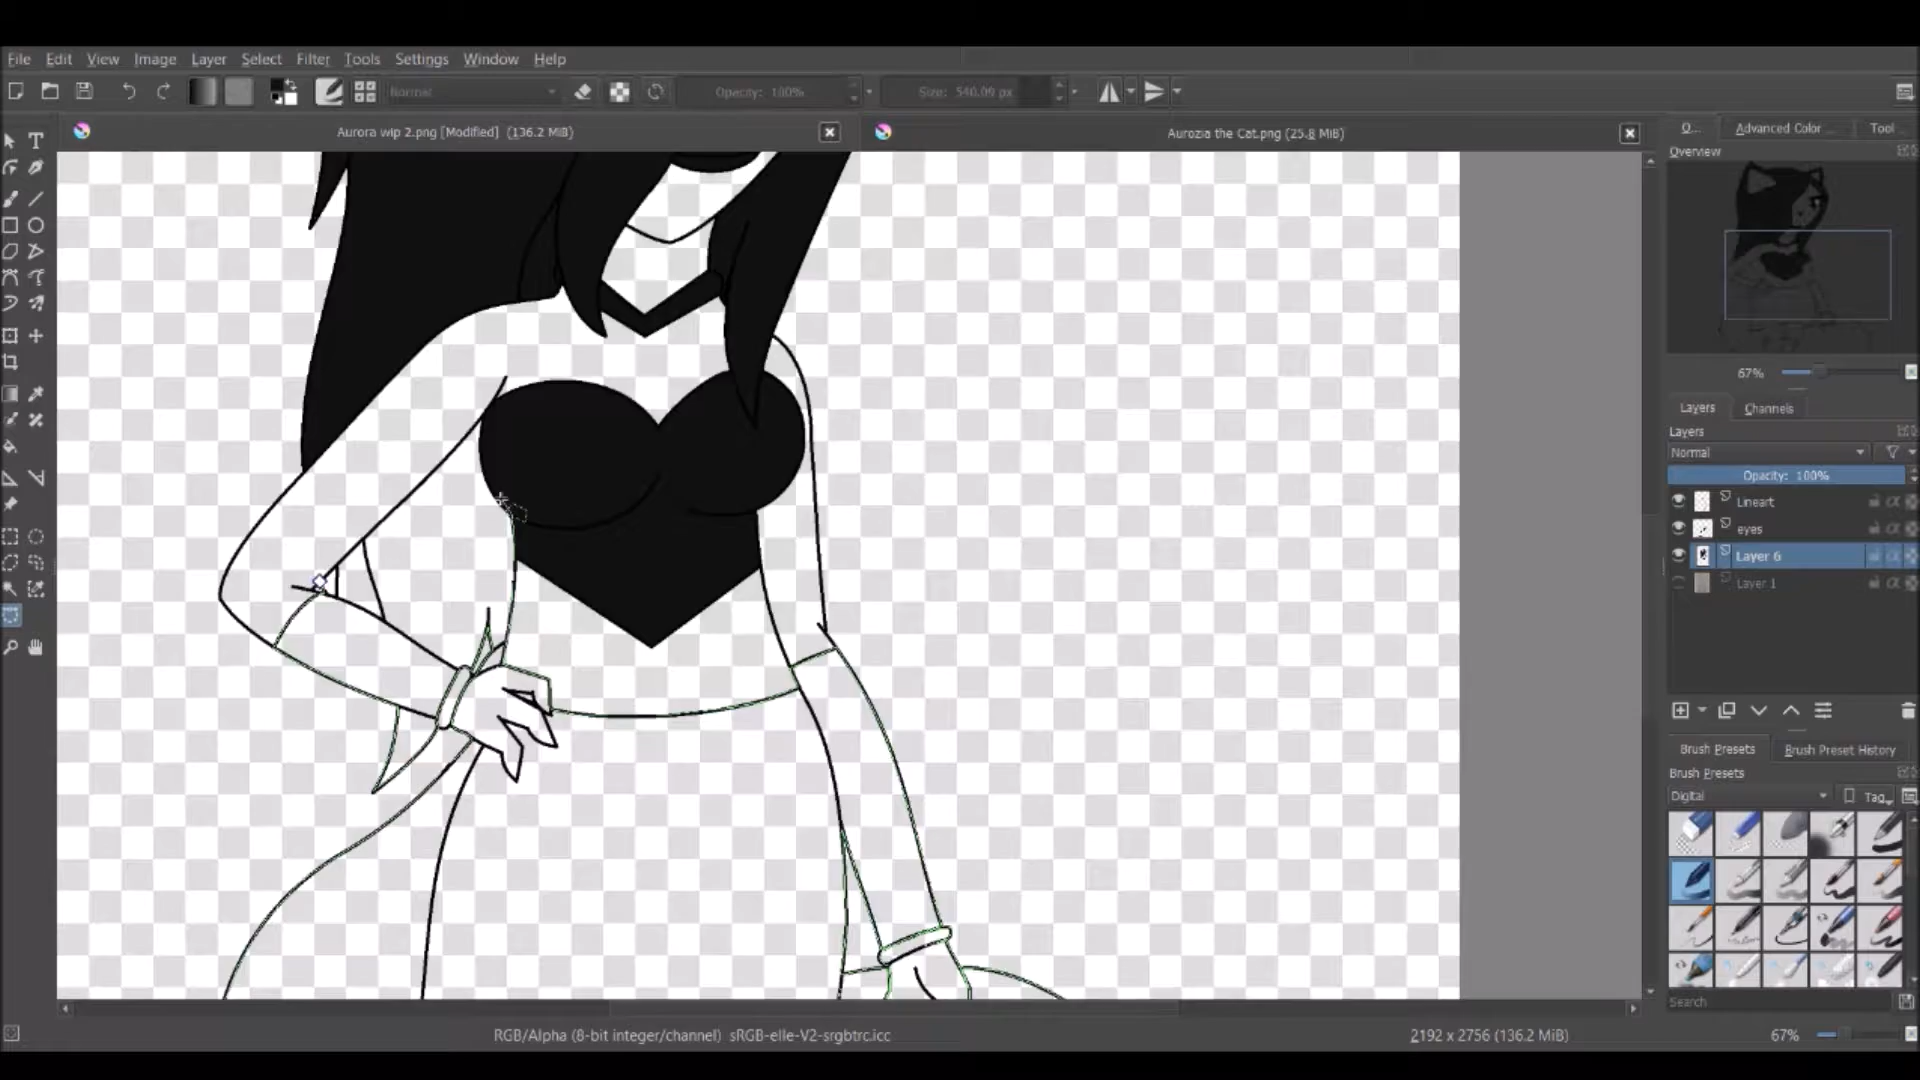 File Edit View Image Layer Select Filter Tools Settings Window Help
Normal Opacity: 100% Size: 540.09 px
Aurora wip 2.png [Modified] (136.2 MiB) Aurozia the Cat.png (25.8 MiB)
O... Advanced Color ... Tool
Overview
67%
Layers Channels
Layers
Normal
Opacity: 100%
Lineart
eyes
Layer 6
Layer 1
Brush Presets Brush Preset History
Brush Presets
Digital Tag
Search
RGB/Alpha (8-bit integer/channel) sRGB-elle-V2-srgbtrc.icc 2192 x 2756 (136.2 MiB) 67%